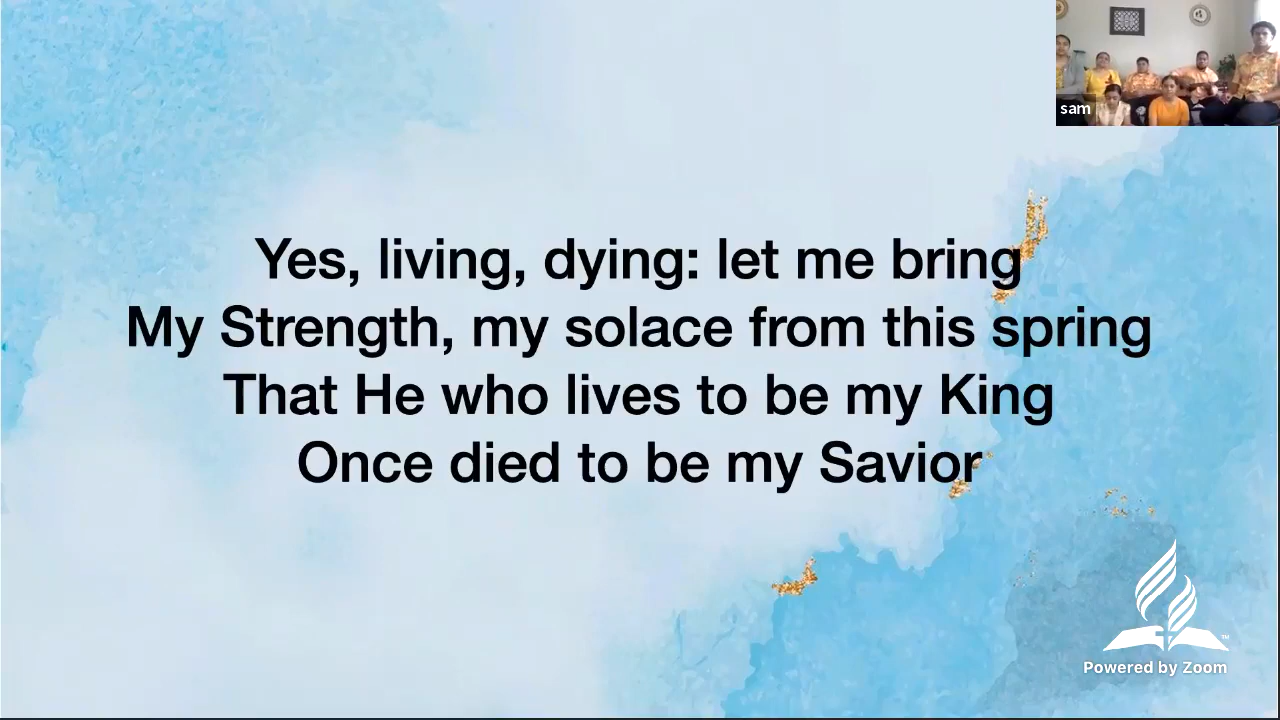 sam
Yes, living, dying: let me bring
My Strength, my solace from this spring
That He who lives to be my King
Once died to be my Savior
TM
Powered by Zoom